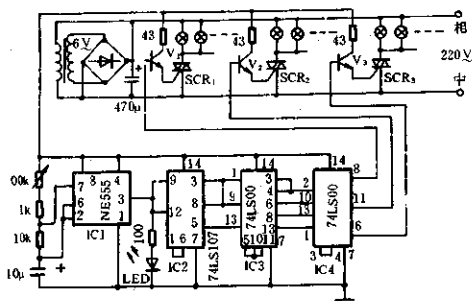 43 43 43 相
6V V₁ V₂ V₃ 220V
SCR₁ SCR₂ SCR₃ 中
470μ
14 14 14 8
00k 8 4 9 3 1 3 2 11
7 NE555 3 8 9 4 10 74LS00
1k 6 12 74LS00 6 13 6
2 1 100 5 13 8 1
10k IC1 1 6 7 74LS107 5 10 11 7 13 3 4 7
10μ LED IC2 IC3 IC4